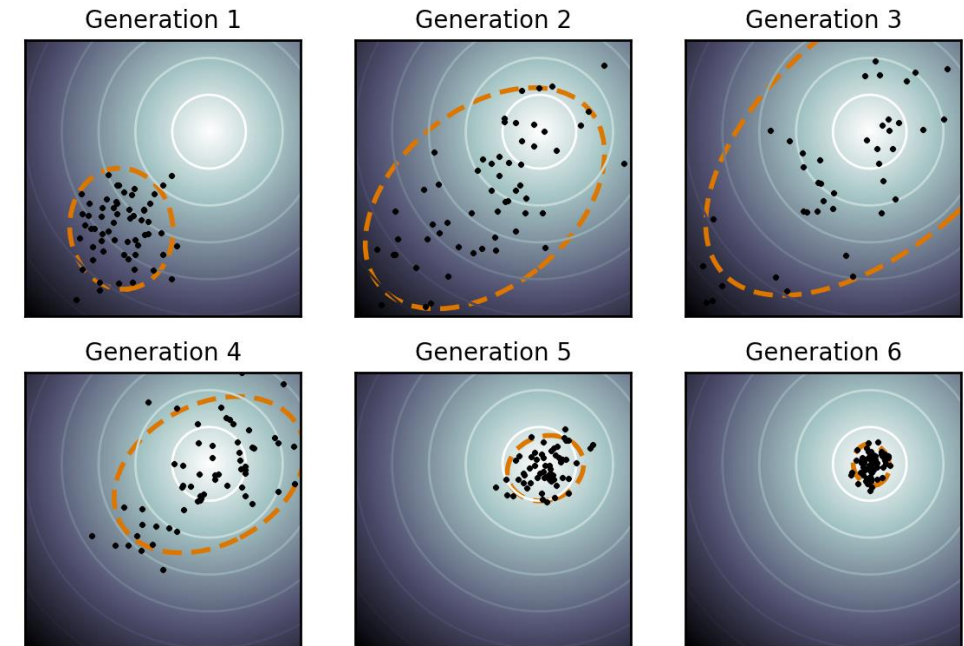 Generation 1
Generation 2
Generation 3
Generation 4
Generation 5
Generation 6